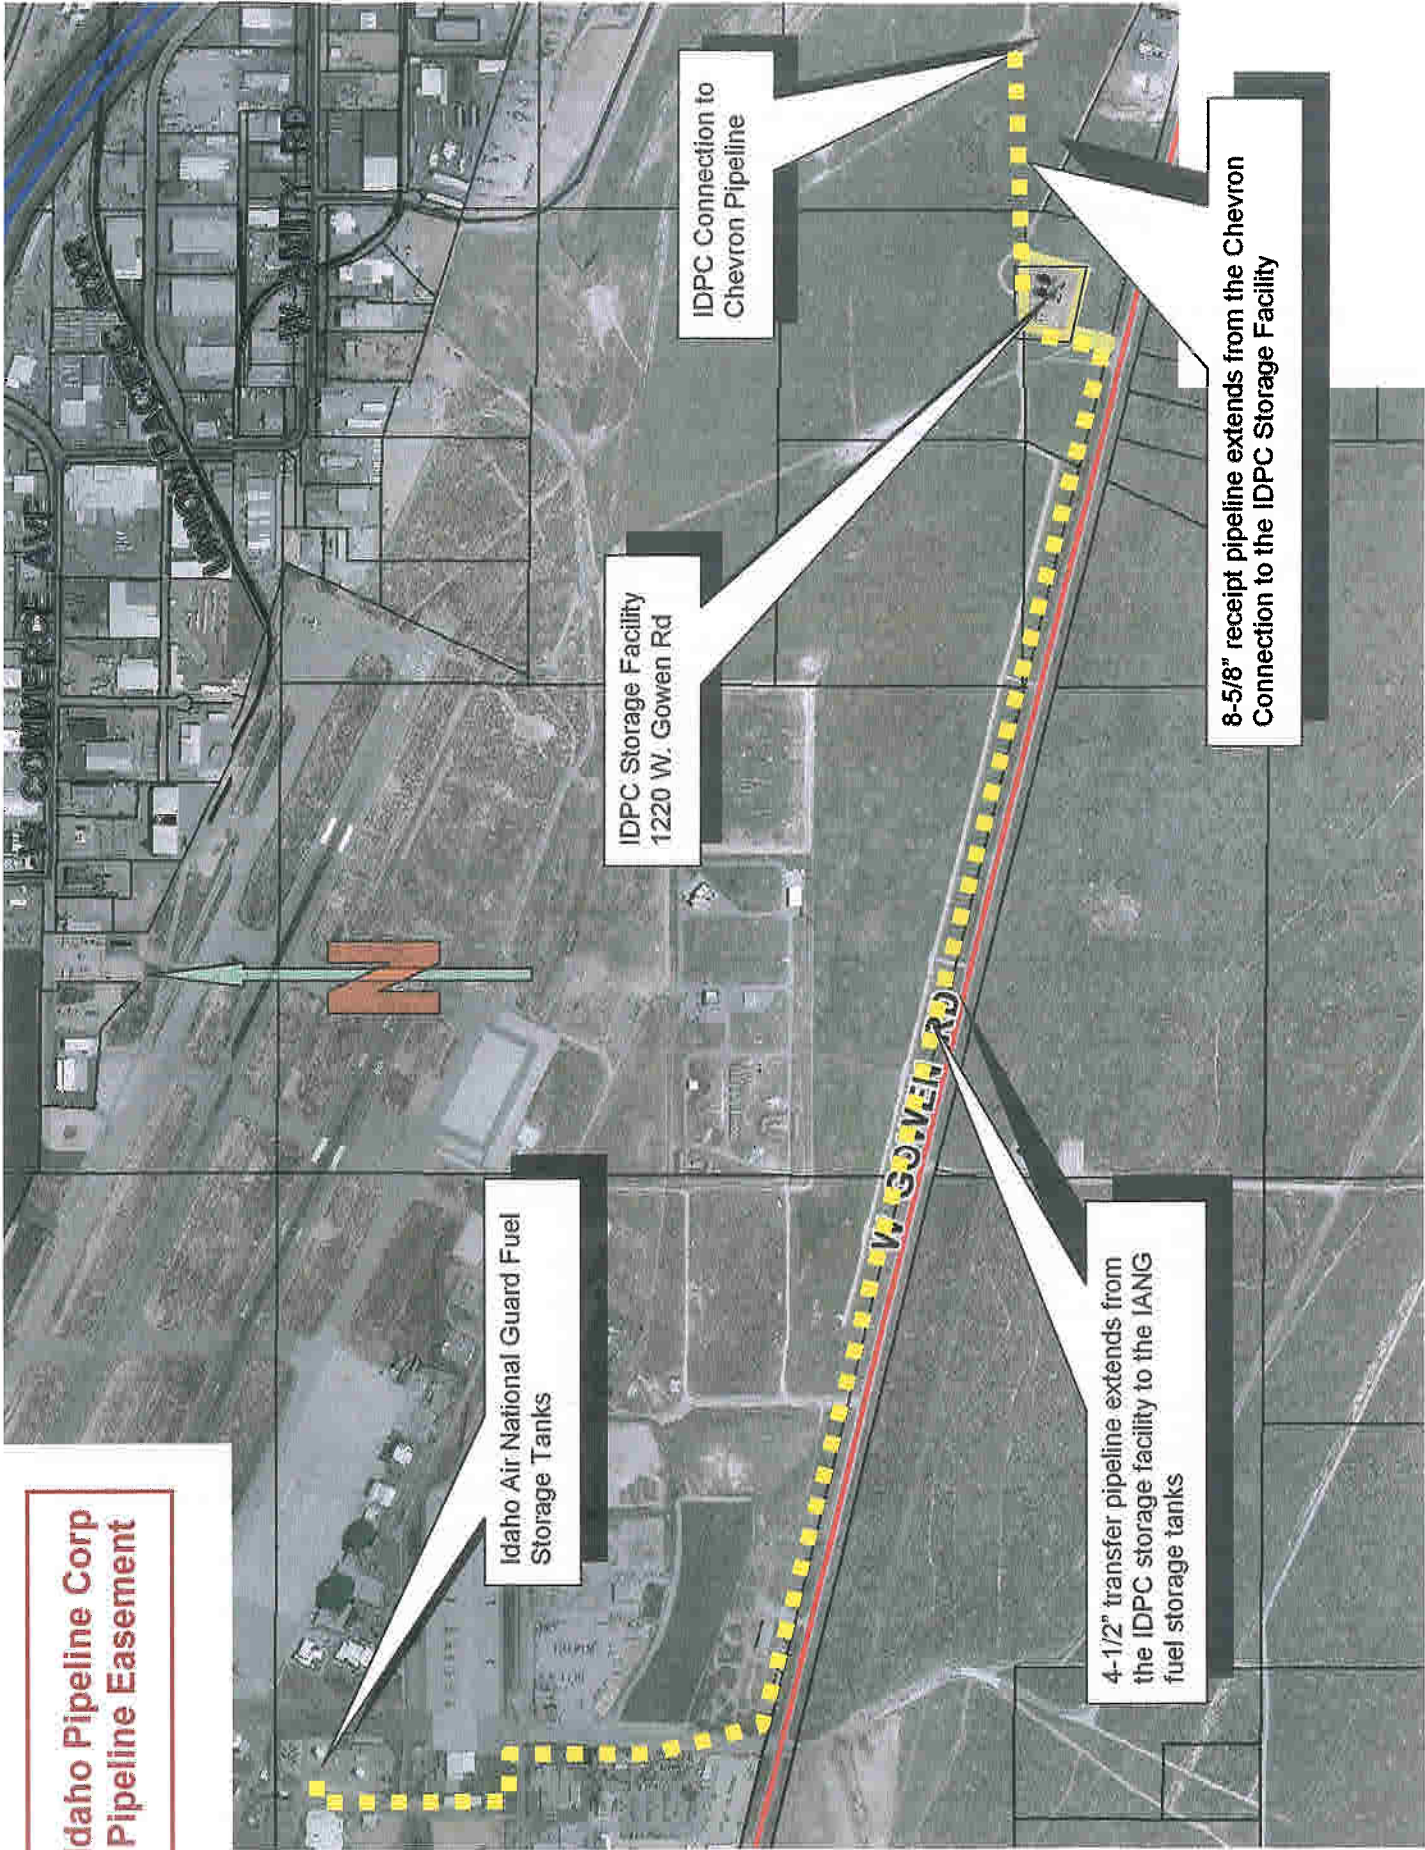 daho Pipeline Corp
Pipeline Easement
COMMERCE AVE
N
Idaho Air National Guard Fuel
Storage Tanks
IDPC Storage Facility
1220 W. Gowen Rd
IDPC Connection to
Chevron Pipeline
W. GOWEN RD
4-1/2” transfer pipeline extends from
the IDPC storage facility to the IANG
fuel storage tanks
8-5/8” receipt pipeline extends from the Chevron
Connection to the IDPC Storage Facility